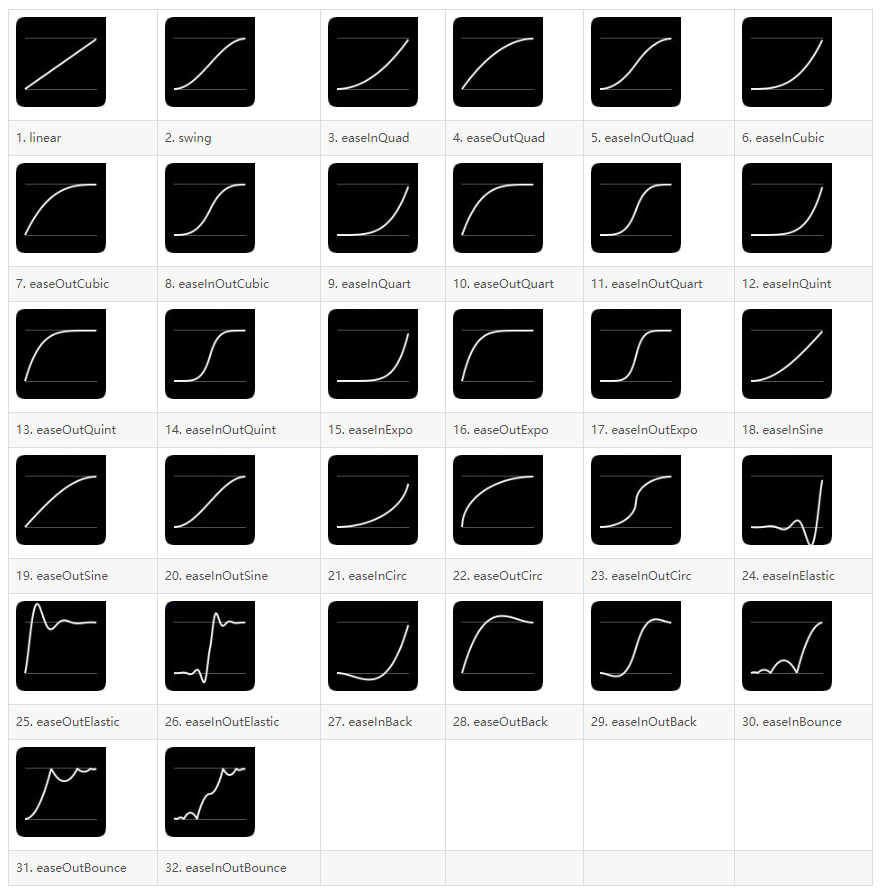 1. linear
2. swing
3. easeInQuad
4. easeOutQuad
5. easeInOutQuad
6. easeInCubic
7. easeOutCubic
8. easeInOutCubic
9. easeInQuart
10. easeOutQuart
11. easeInOutQuart
12. easeInQuint
13. easeOutQuint
14. easeInOutQuint
15. easeInExpo
16. easeOutExpo
17. easeInOutExpo
18. easeInSine
19. easeOutSine
20. easeInOutSine
21. easeInCirc
22. easeOutCirc
23. easeInOutCirc
24. easeInElastic
25. easeOutElastic
26. easeInOutElastic
27. easeInBack
28. easeOutBack
29. easeInOutBack
30. easeInBounce
31. easeOutBounce
32. easeInOutBounce